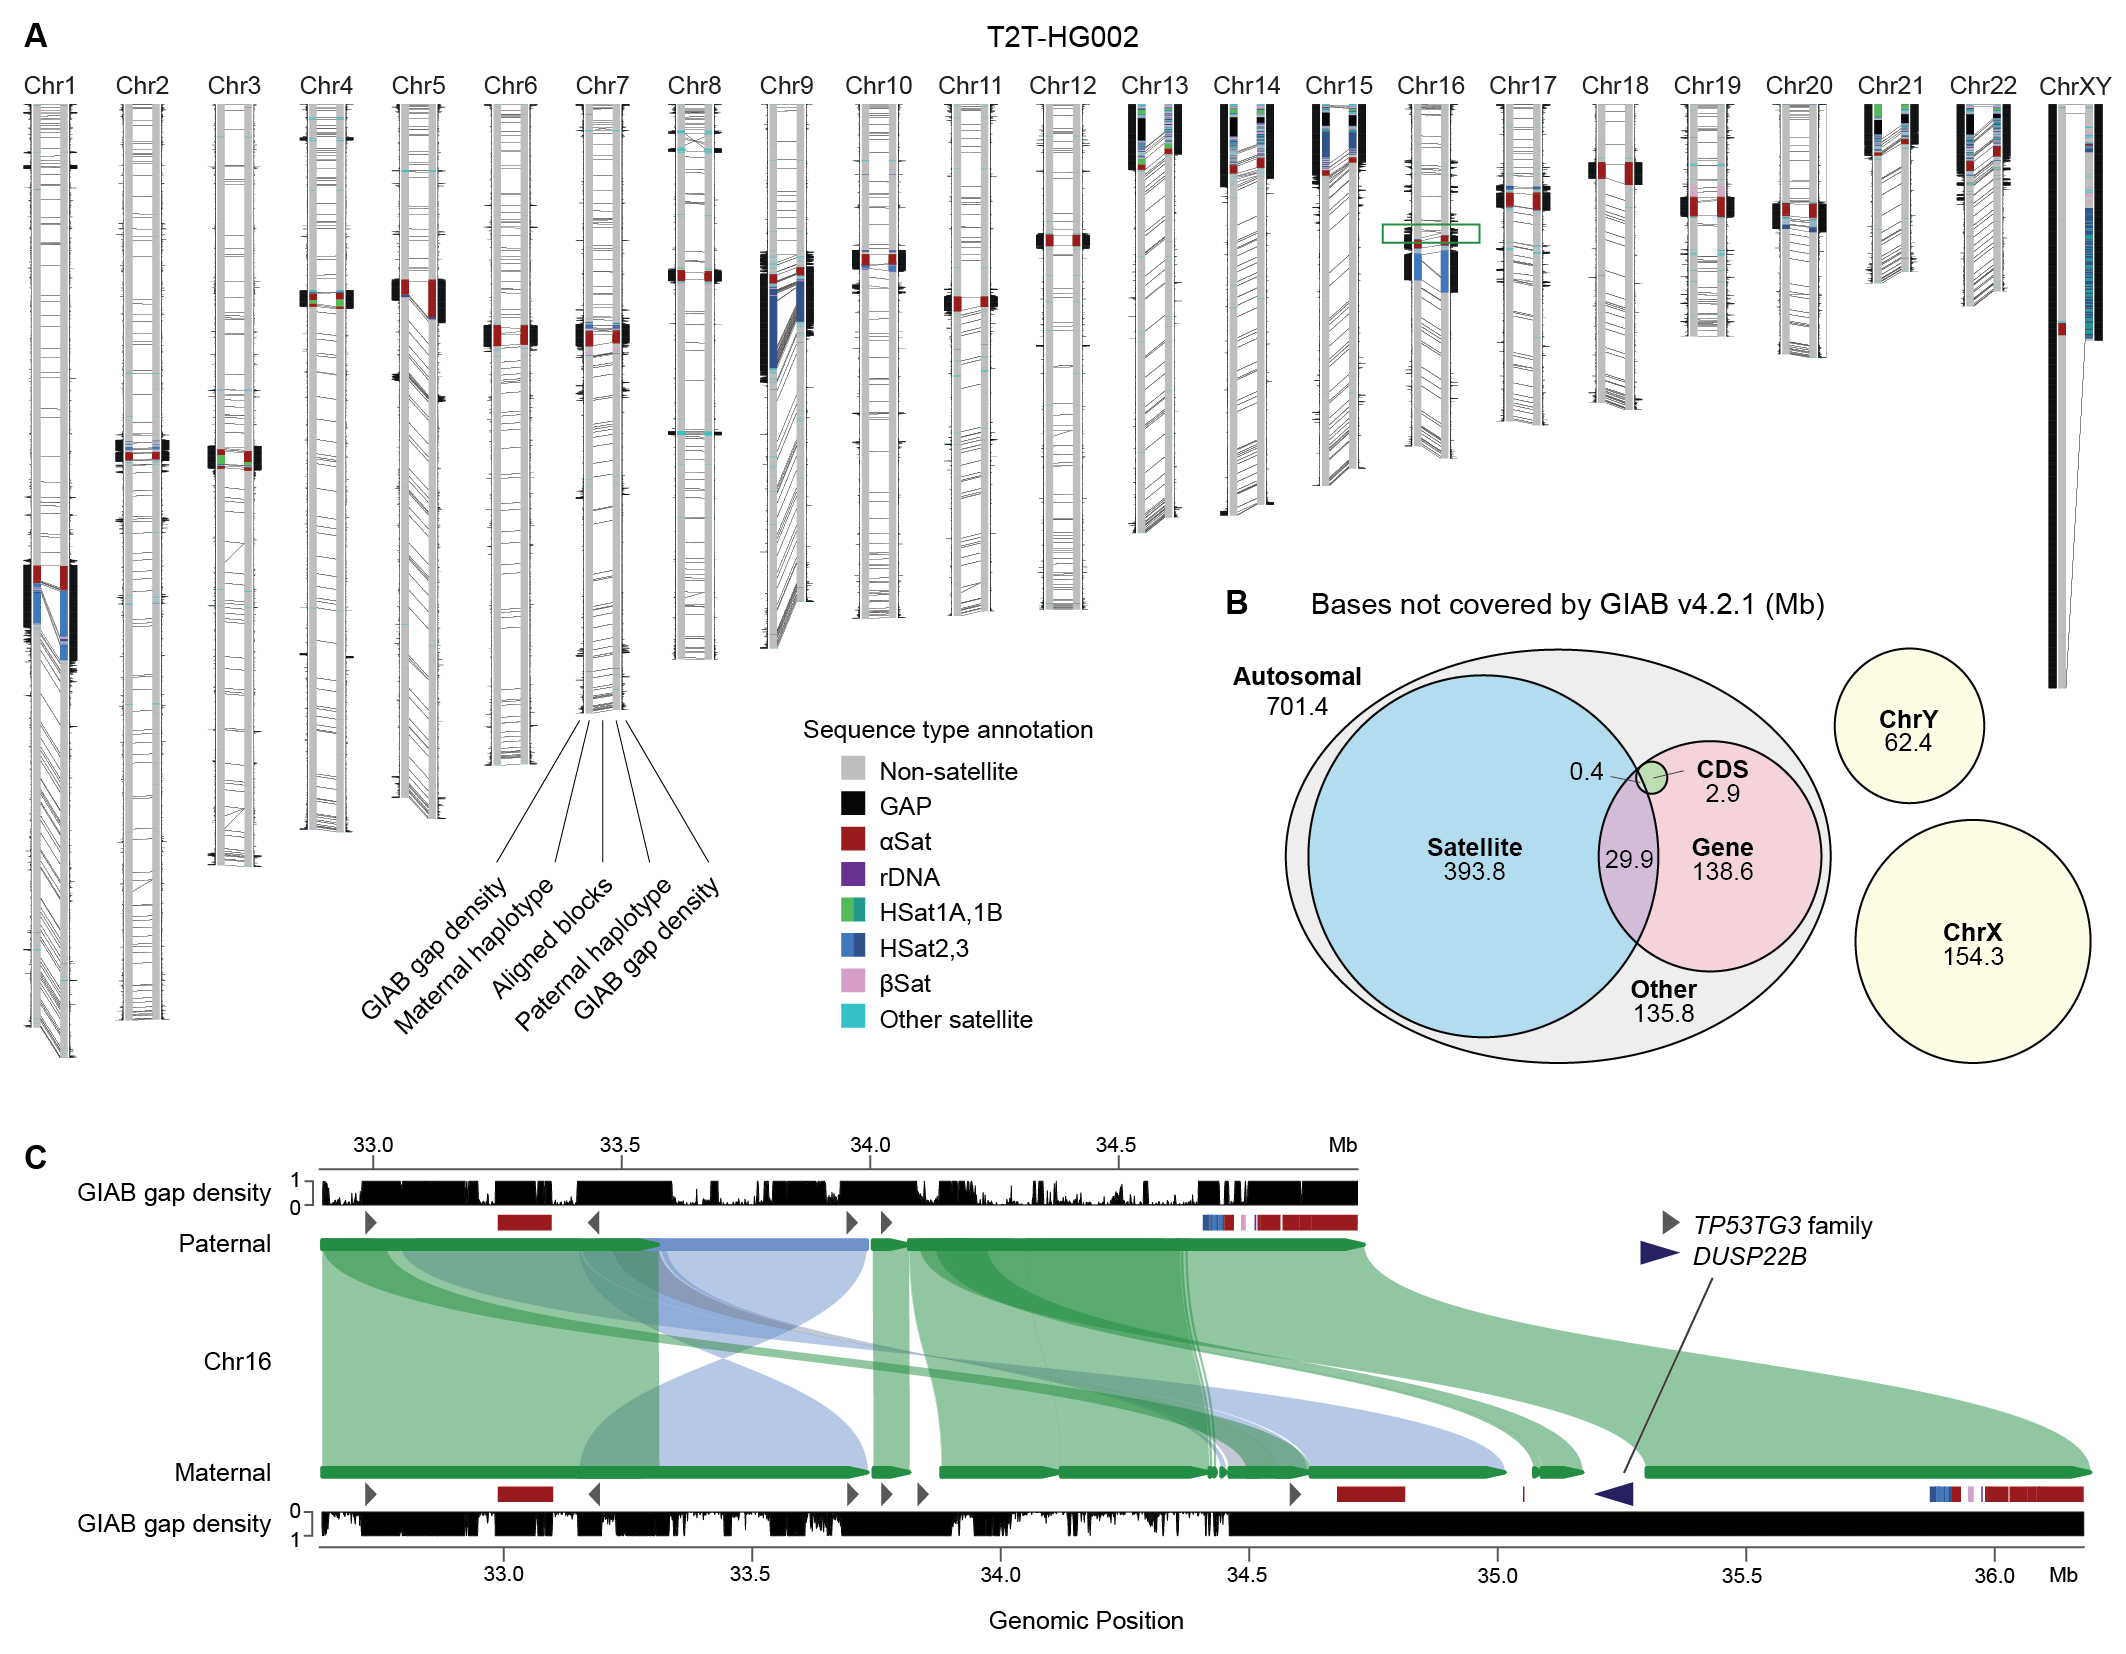 A
T2T-HG002
Chr1 Chr2 Chr3 Chr4 Chr5 Chr6 Chr7 Chr8 Chr9 Chr10 Chr11 Chr12 Chr13 Chr14 Chr15 Chr16 Chr17 Chr18 Chr19 Chr20 Chr21 Chr22 ChrXY
GIAB gap density
Maternal haplotype
Aligned blocks
Paternal haplotype
GIAB gap density
Sequence type annotation
Non-satellite
GAP
αSat
rDNA
HSat1A,1B
HSat2,3
βSat
Other satellite
B
Bases not covered by GIAB v4.2.1 (Mb)
Autosomal
701.4
Satellite
393.8
0.4
CDS
2.9
29.9
Gene
138.6
Other
135.8
ChrY
62.4
ChrX
154.3
C
33.0 33.5 34.0 34.5 Mb
GIAB gap density
1
0
Paternal
TP53TG3 family
DUSP22B
Chr16
Maternal
GIAB gap density
0
1
33.0 33.5 34.0 34.5 35.0 35.5 36.0 Mb
Genomic Position